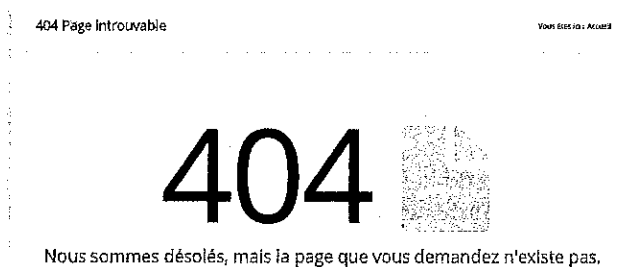 404 Page introuvable
Vous êtes ici : Accueil
404
Nous sommes désolés, mais la page que vous demandez n'existe pas.